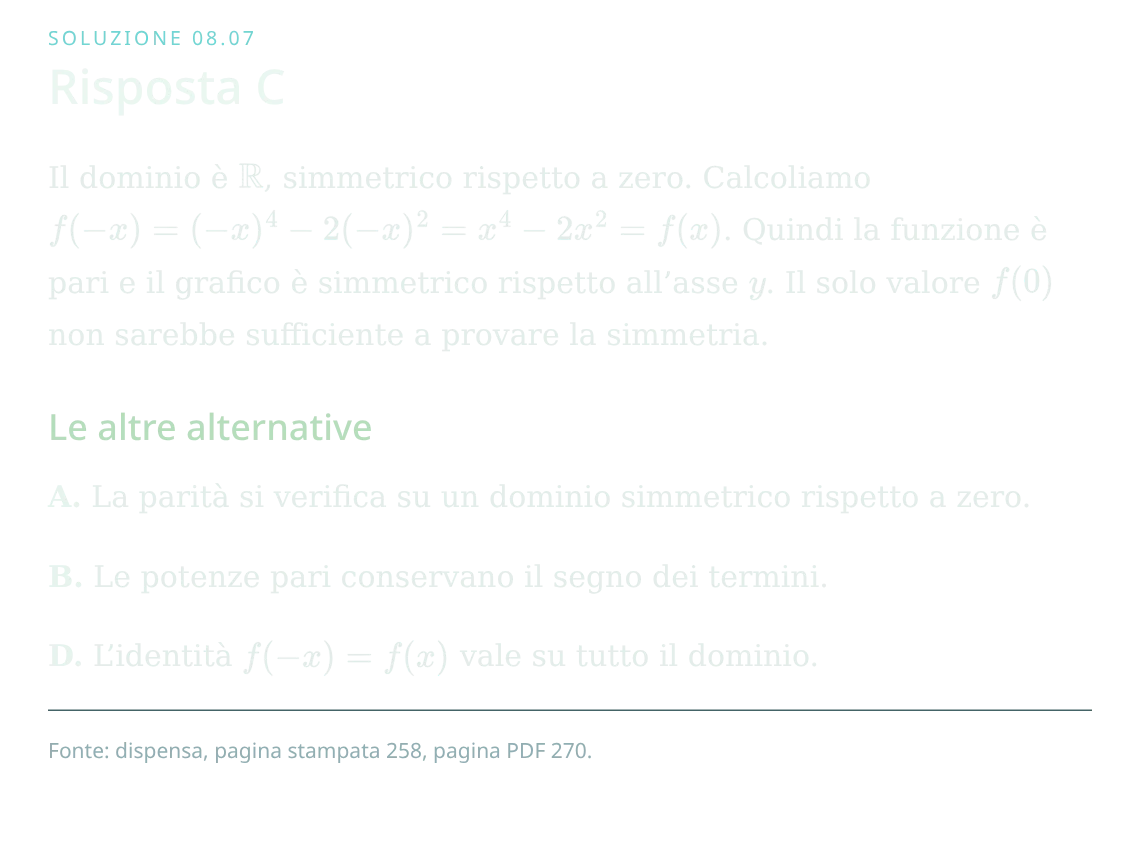 SOLUZIONE 08.07
Risposta C
Il dominio è ℝ, simmetrico rispetto a zero. Calcoliamo
f(−x) = (−x)⁴ − 2(−x)² = x⁴ − 2x² = f(x). Quindi la funzione è
pari e il grafico è simmetrico rispetto all’asse y. Il solo valore f(0)
non sarebbe sufficiente a provare la simmetria.
Le altre alternative
A. La parità si verifica su un dominio simmetrico rispetto a zero.
B. Le potenze pari conservano il segno dei termini.
D. L’identità f(−x) = f(x) vale su tutto il dominio.
Fonte: dispensa, pagina stampata 258, pagina PDF 270.